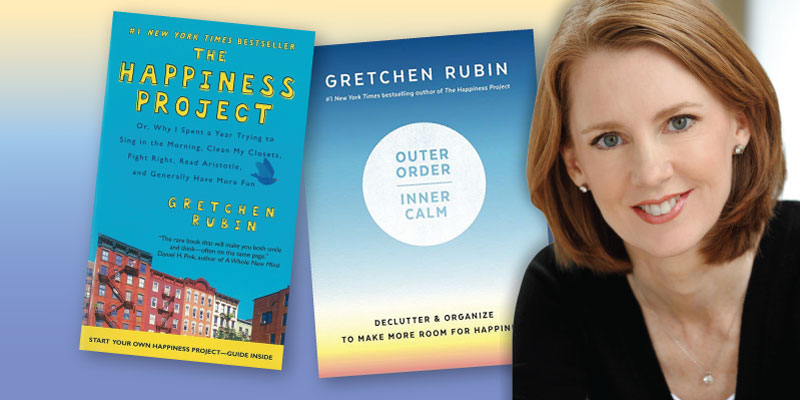 #1 NEW YORK TIMES BESTSELLER
THE
HAPPINESS
PROJECT
Or, Why I Spent a Year Trying to
Sing in the Morning, Clean My Closets,
Fight Right, Read Aristotle,
and Generally Have More Fun
GRETCHEN
RUBIN
"The rare book that will make you both smile
and think—often on the same page."
Daniel H. Pink, author of A Whole New Mind
START YOUR OWN HAPPINESS PROJECT—GUIDE INSIDE
GRETCHEN RUBIN
#1 New York Times bestselling author of The Happiness Project
OUTER
ORDER
INNER
CALM
DECLUTTER & ORGANIZE
TO MAKE MORE ROOM FOR HAPPIN